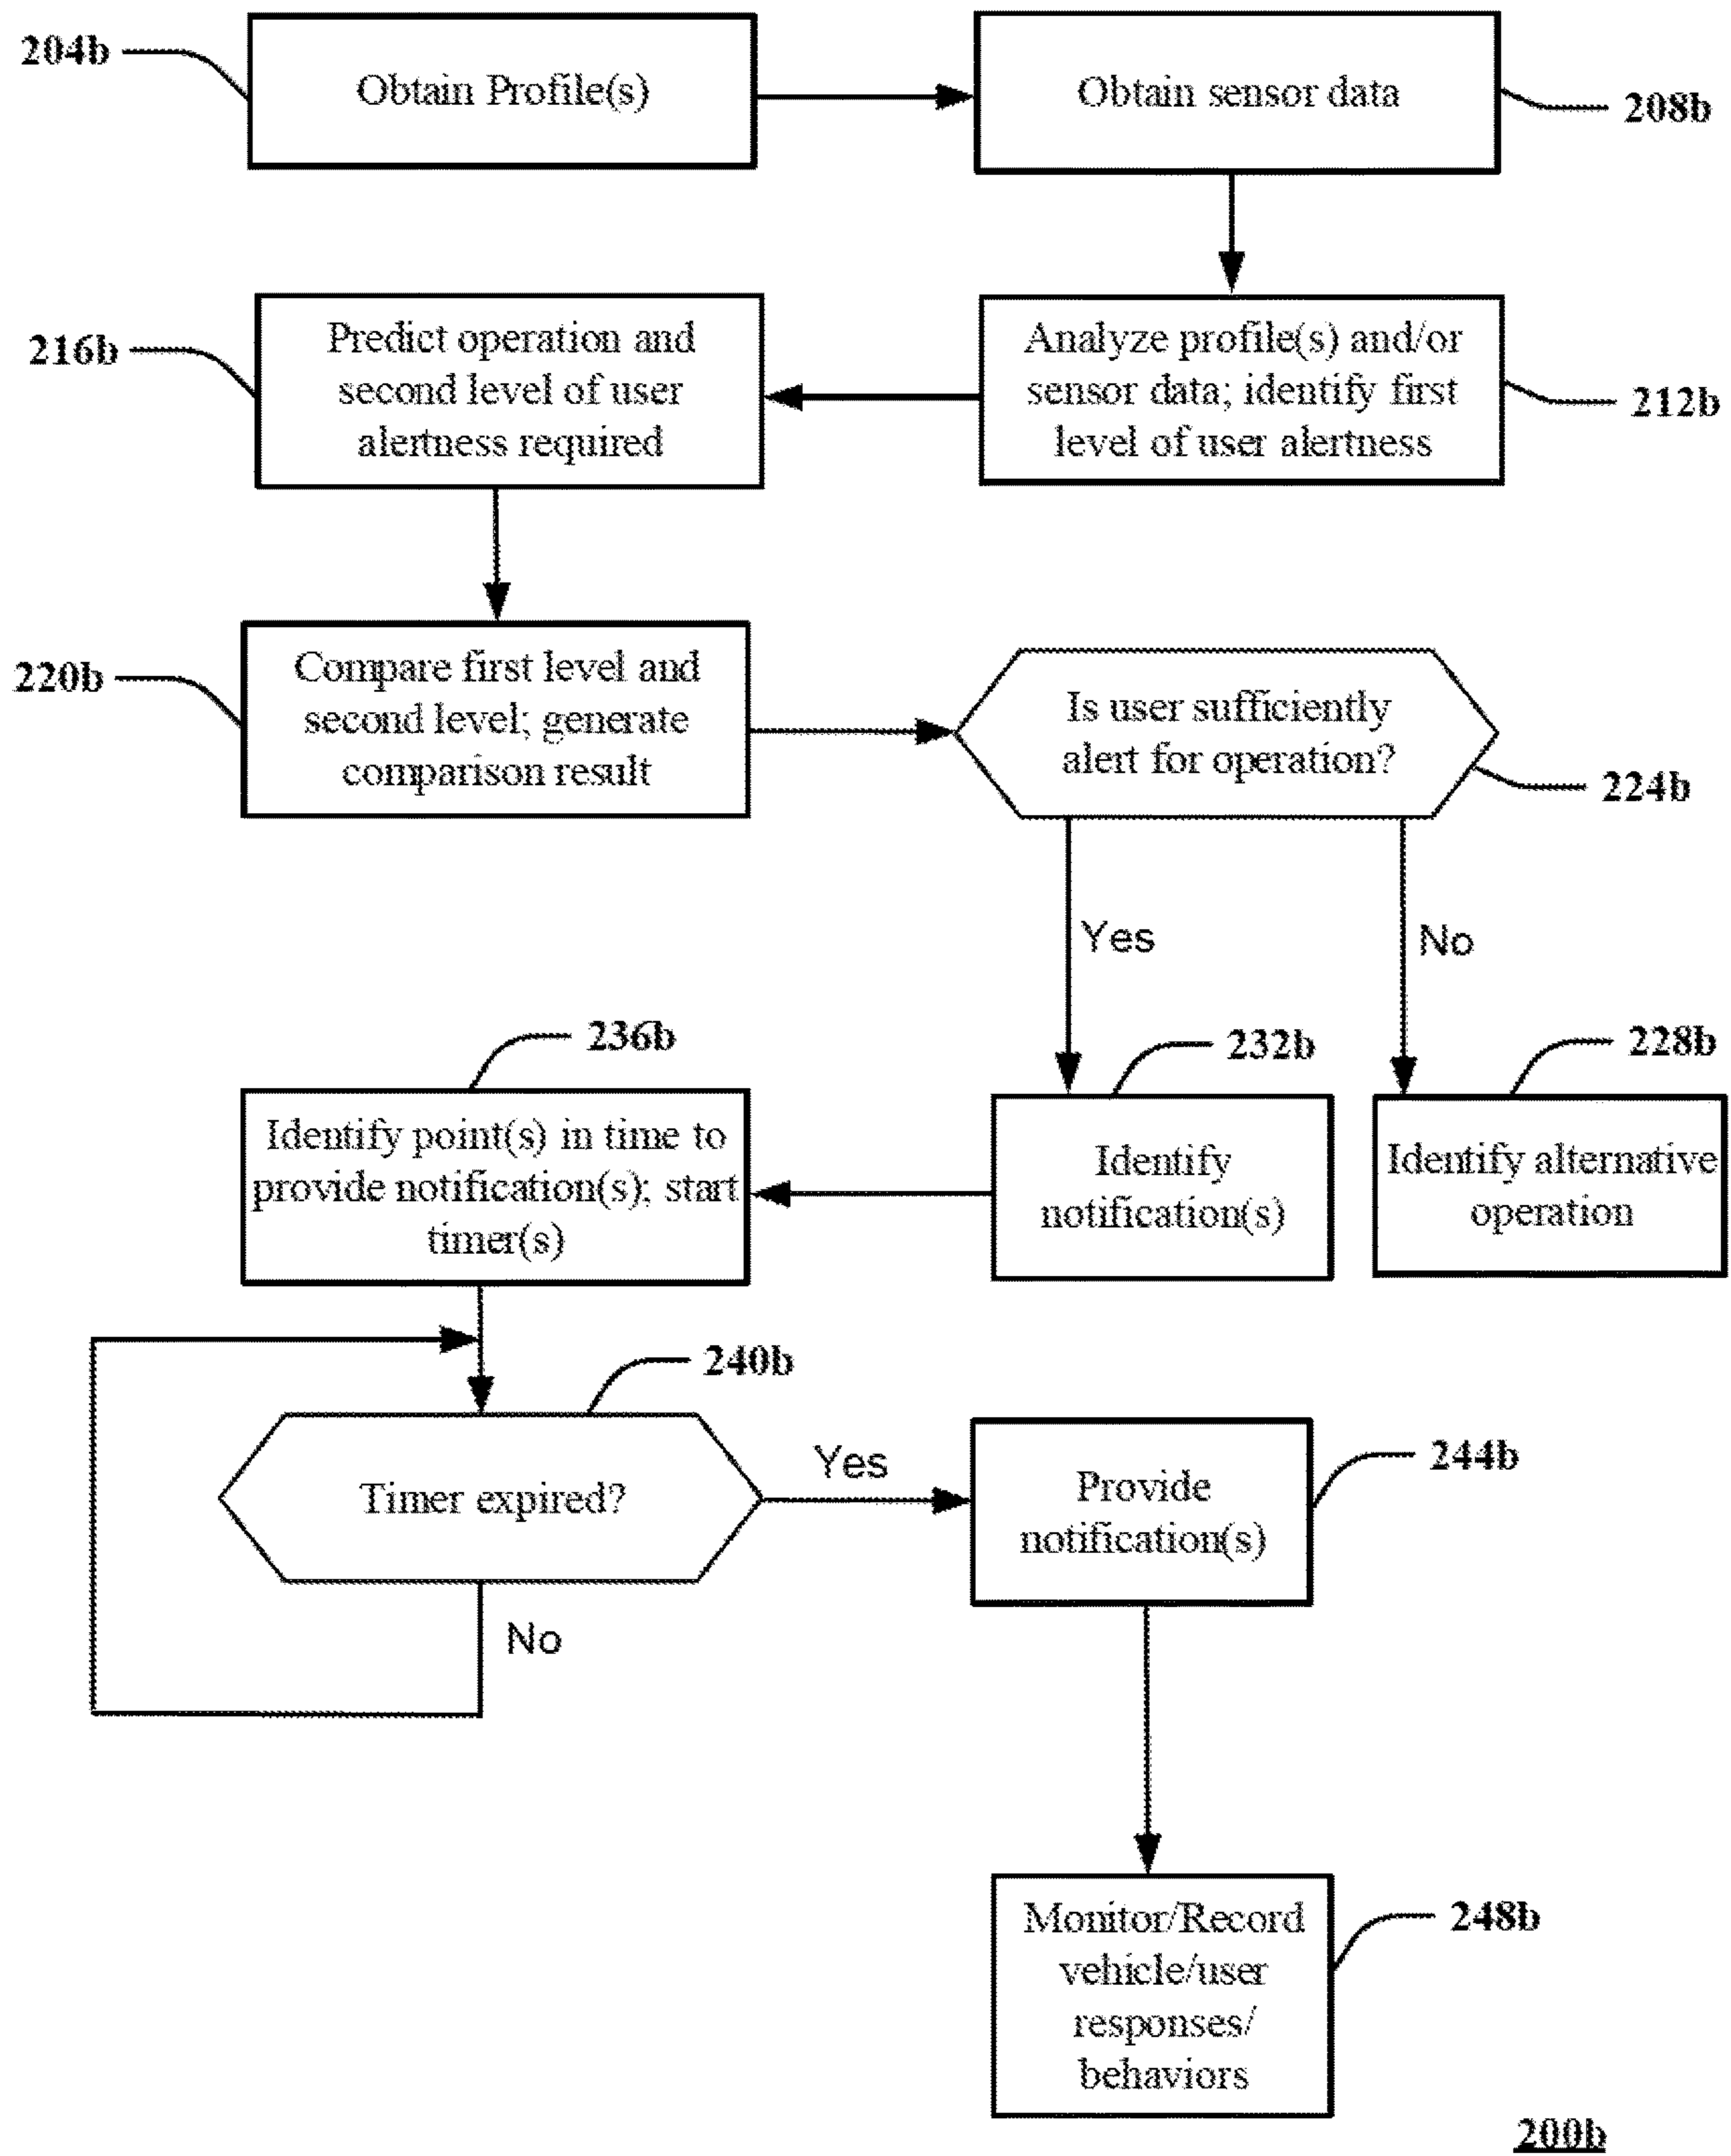 204b
Obtain Profile(s)
Obtain sensor data
208b
216b
Predict operation and
second level of user
alertness required
Analyze profile(s) and/or
sensor data; identify first
level of user alertness
212b
220b
Compare first level and
second level; generate
comparison result
Is user sufficiently
alert for operation?
224b
Yes
No
236b
232b
228b
Identify point(s) in time to
provide notification(s); start
timer(s)
Identify
notification(s)
Identify alternative
operation
240b
Timer expired?
Yes
No
Provide
notification(s)
244b
Monitor/Record
vehicle/user
responses/
behaviors
248b
200b